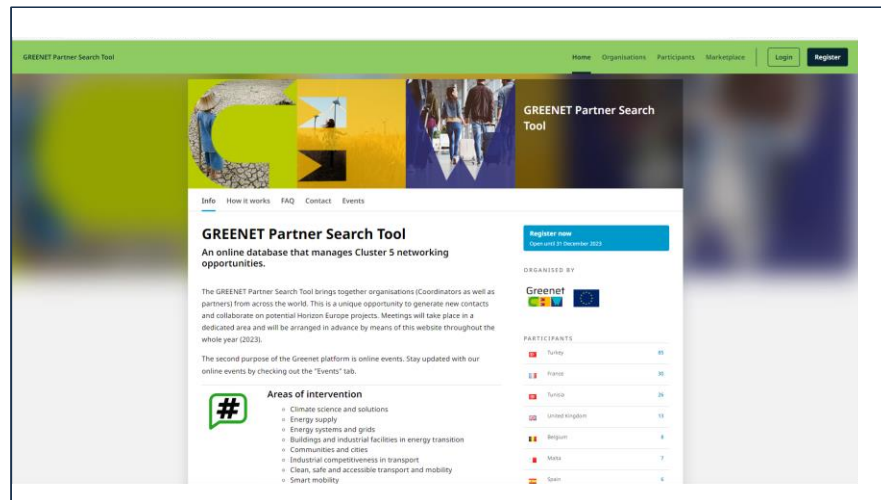 GREENET Partner Search Tool
Home Organisations Participants Marketplace Login Register
GREENET Partner Search
Tool
Info How it works FAQ Contact Events
GREENET Partner Search Tool
An online database that manages Cluster 5 networking
opportunities.
The GREENET Partner Search Tool brings together organisations (Coordinators as well as
partners) from across the world. This is a unique opportunity to generate new contacts
and collaborate on potential Horizon Europe projects. Meetings will take place in a
dedicated area and will be arranged in advance by means of this website throughout the
whole year (2023).
The second purpose of the Greenet platform is online events. Stay updated with our
online events by checking out the "Events" tab.
#
Areas of intervention
Climate science and solutions
Energy supply
Energy systems and grids
Buildings and industrial facilities in energy transition
Communities and cities
Industrial competitiveness in transport
Clean, safe and accessible transport and mobility
Smart mobility
Register now
Open until 31 December 2023
ORGANISED BY
Greenet
PARTICIPANTS
Turkey 85
France 30
Tunisia 26
United Kingdom 13
Belgium 8
Malta 7
Spain 6